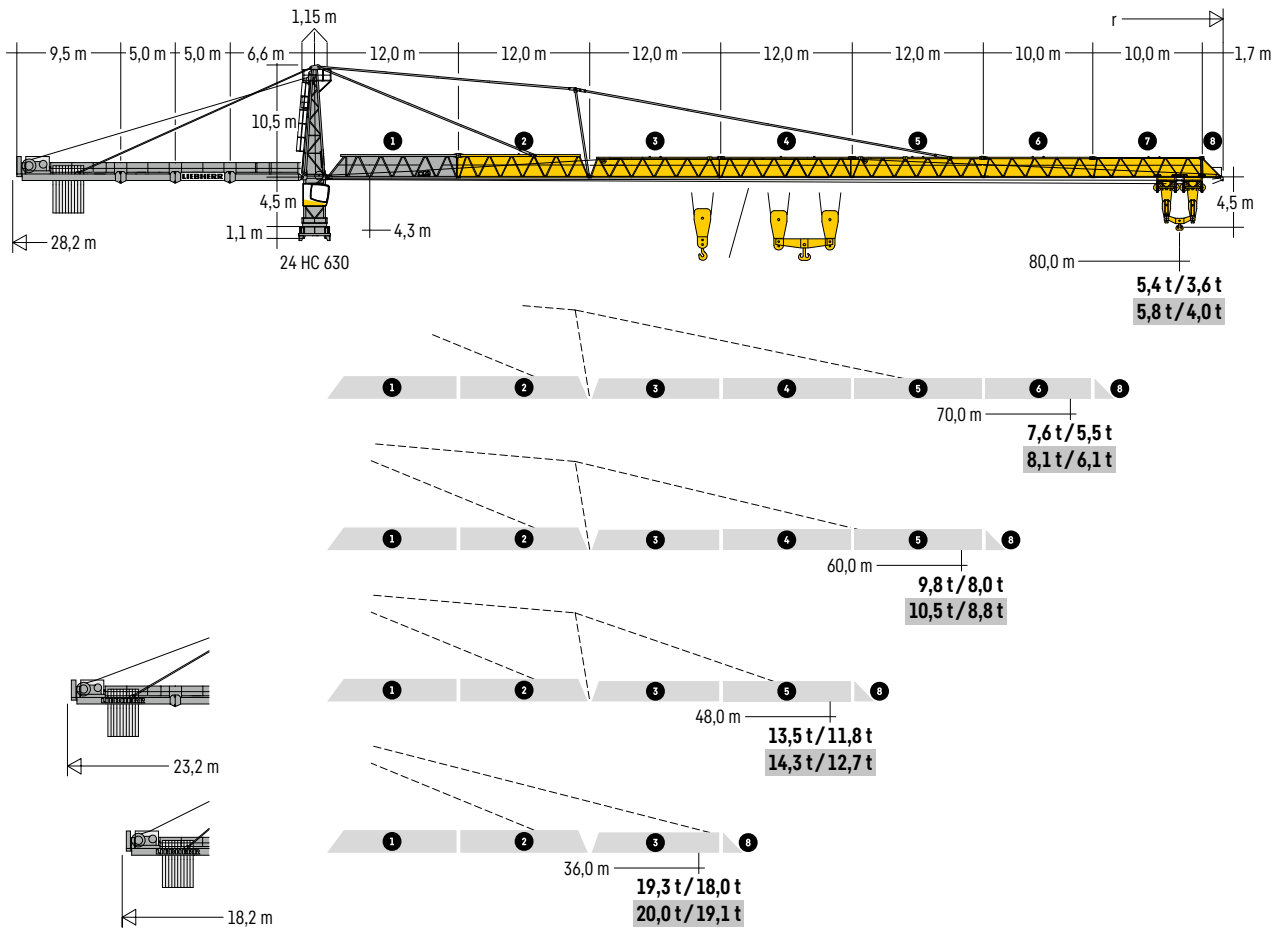 1,15 m
r
9,5 m 5,0 m 5,0 m 6,6 m 12,0 m 12,0 m 12,0 m 12,0 m 12,0 m 10,0 m 10,0 m 1,7 m
10,5 m
1 2 3 4 5 6 7 8
LIEBHERR
4,5 m 4,5 m
1,1 m 4,3 m
28,2 m
24 HC 630
80,0 m
5,4 t / 3,6 t
5,8 t / 4,0 t
1 2 3 4 5 6 8
70,0 m
7,6 t / 5,5 t
8,1 t / 6,1 t
1 2 3 4 5 8
60,0 m
9,8 t / 8,0 t
10,5 t / 8,8 t
1 2 3 5 8
48,0 m
13,5 t / 11,8 t
14,3 t / 12,7 t
23,2 m
1 2 3 8
36,0 m
19,3 t / 18,0 t
20,0 t / 19,1 t
18,2 m